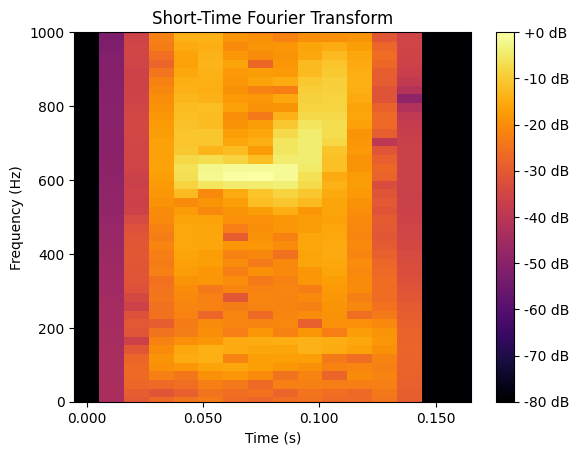 Short-Time Fourier Transform
1000
800
600
400
200
0
Frequency (Hz)
0.000
0.050
0.100
0.150
Time (s)
+0 dB
-10 dB
-20 dB
-30 dB
-40 dB
-50 dB
-60 dB
-70 dB
-80 dB